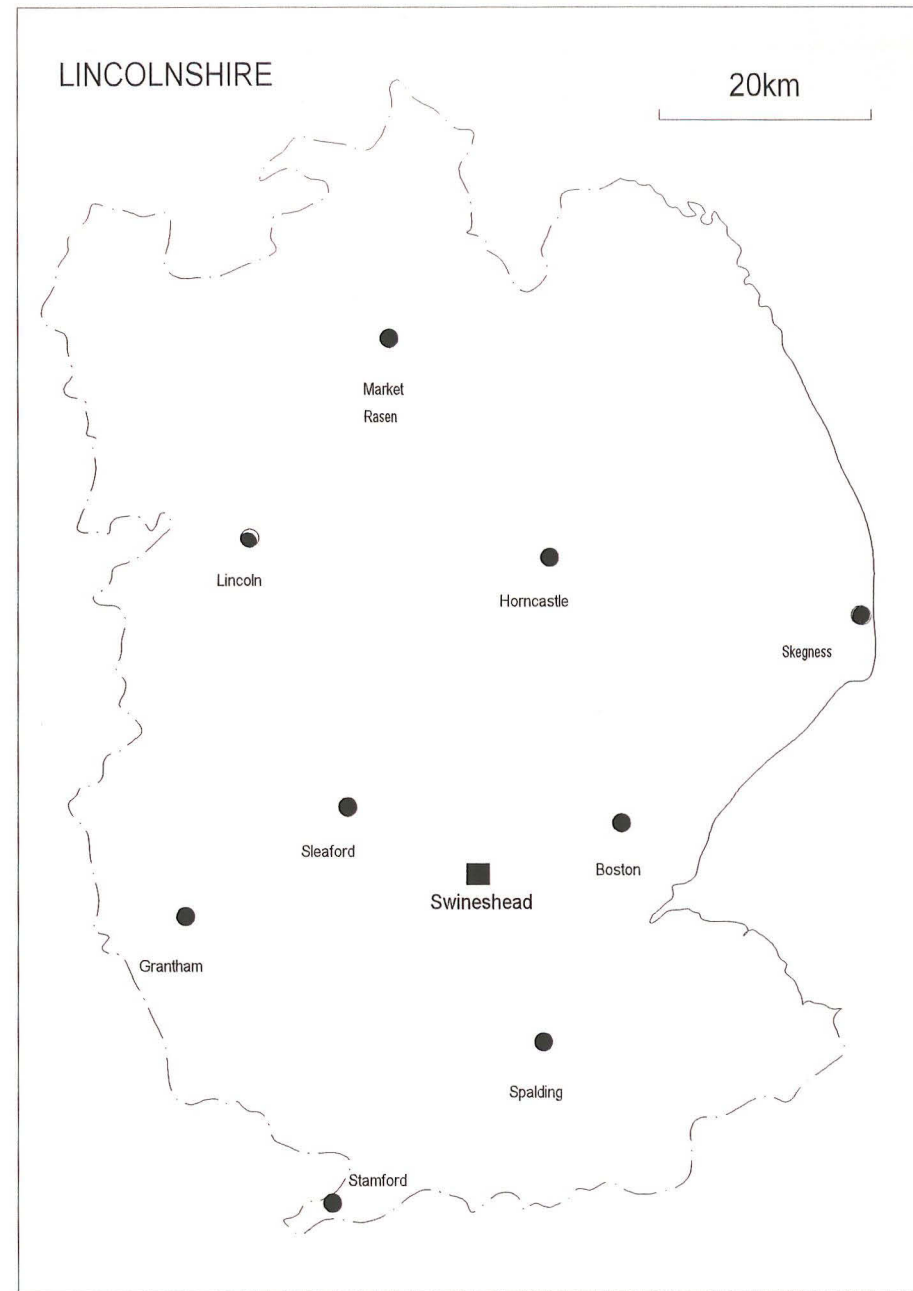 LINCOLNSHIRE
20km
Market
Rasen
Lincoln
Horncastle
Skegness
Sleaford
Boston
Swineshead
Grantham
Spalding
Stamford